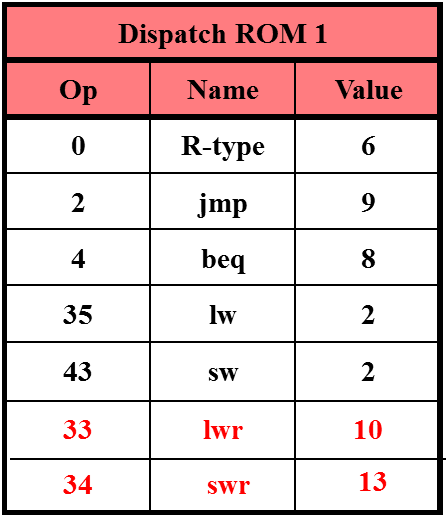 Dispatch ROM 1
Op Name Value
0 R-type 6
2 jmp 9
4 beq 8
35 lw 2
43 sw 2
33 lwr 10
34 swr 13